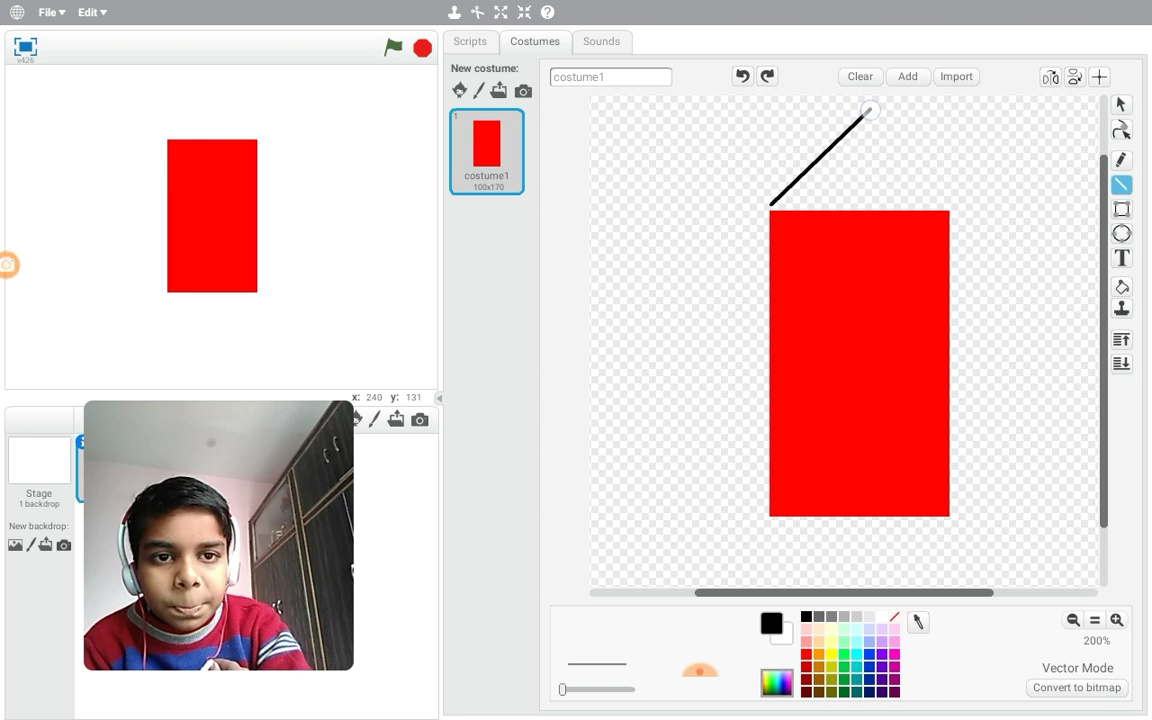 File Edit
v426
Scripts Costumes Sounds
New costume:
1
costume1
100x170
costume1
Clear Add Import
T
x: 240 y: 131
Stage
1 backdrop
New backdrop:
200%
Vector Mode
Convert to bitmap